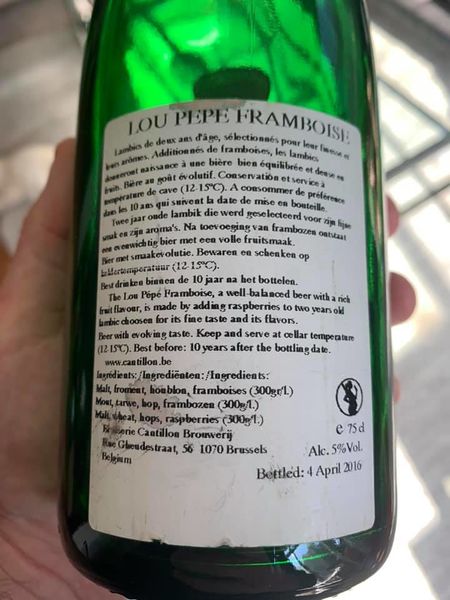 LOU PEPE FRAMBOISE
Lambics de deux ans d'âge, sélectionnés pour leur finesse et
leurs arômes. Additionnés de framboises, les lambics
donneront naissance à une bière bien équilibrée et dense en
fruits. Bière au goût évolutif. Conservation et service à
température de cave (12-15°C). A consommer de préférence
dans les 10 ans qui suivent la date de mise en bouteille.
Twee jaar oude lambik die werd geselecteerd voor zijn fijne
smak en zijn aroma's. Na toevoeging van frambozen ontstaat
een evenwichtig bier met een volle fruitsmaak.
Bier met smaakevolutie. Bewaren en schenken op
keldertemperatuur (12-15°C).
Best drinken binnen de 10 jaar na het bottelen.
The Lou Pépé Framboise, a well-balanced beer with a rich
fruit flavour, is made by adding raspberries to two years old
lambic choosen for its fine taste and its flavors.
Beer with evolving taste. Keep and serve at cellar temperature
(12-15°C). Best before: 10 years after the bottling date.
www.cantillon.be
Ingrédients:/Ingrediënten:/Ingredients:
Malt, froment, houblon, framboises (300gr/l.)
Mout, tarwe, hop, frambozen (300g/l.)
Malt, wheat, hops, raspberries (300g/l.)
Brasserie Cantillon Brouwerij
Rue Gheudestraat, 56 1070 Brussels
Belgium
e 75 cl
Alc. 5% Vol.
Bottled: 4 April 2016